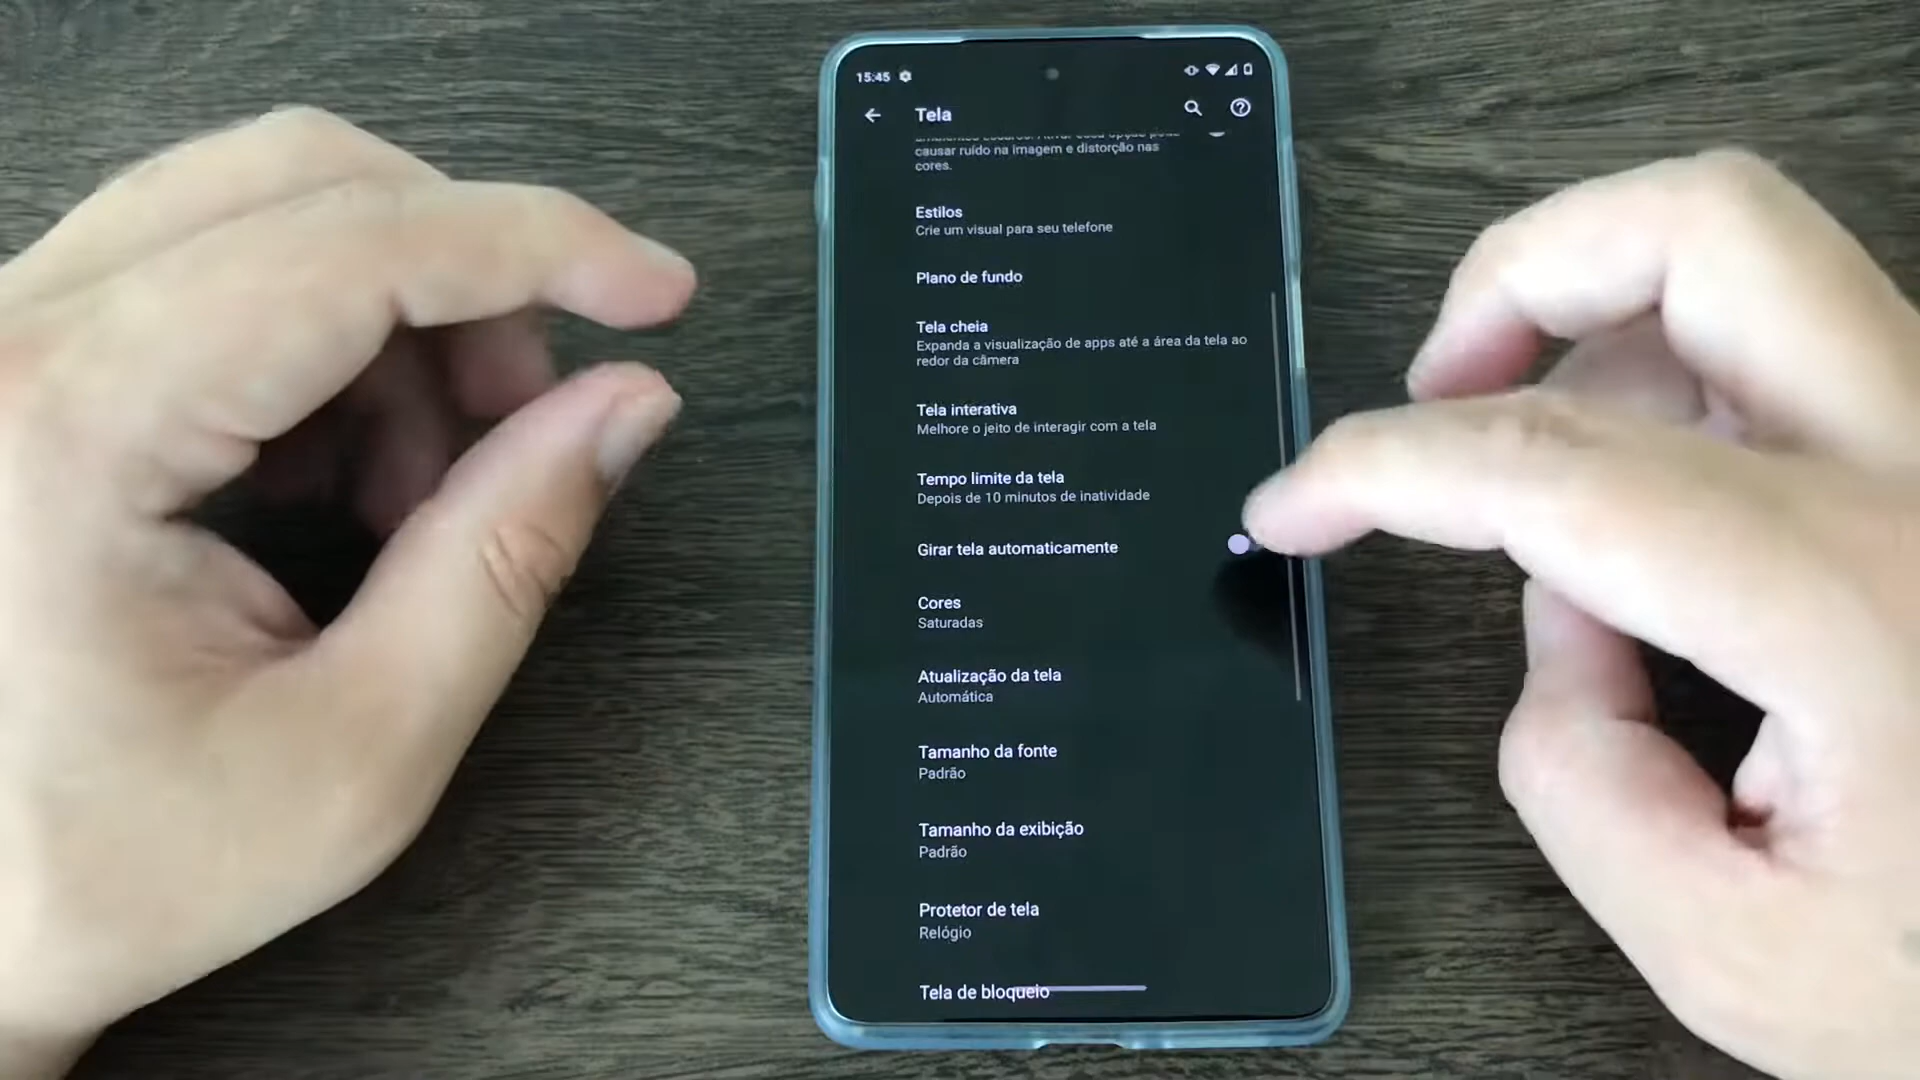 15:45
Tela
causar ruído na imagem e distorção nas
cores.
Estilos
Crie um visual para seu telefone
Plano de fundo
Tela cheia
Expanda a visualização de apps até a área da tela ao
redor da câmera
Tela interativa
Melhore o jeito de interagir com a tela
Tempo limite da tela
Depois de 10 minutos de inatividade
Girar tela automaticamente
Cores
Saturadas
Atualização da tela
Automática
Tamanho da fonte
Padrão
Tamanho da exibição
Padrão
Protetor de tela
Relógio
Tela de bloqueio